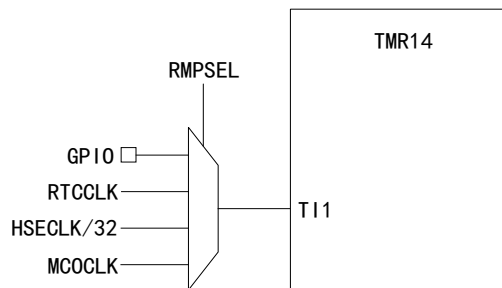 TMR14
RMPSEL
GPIO
RTCCLK
HSECLK/32
TI1
MCOCLK